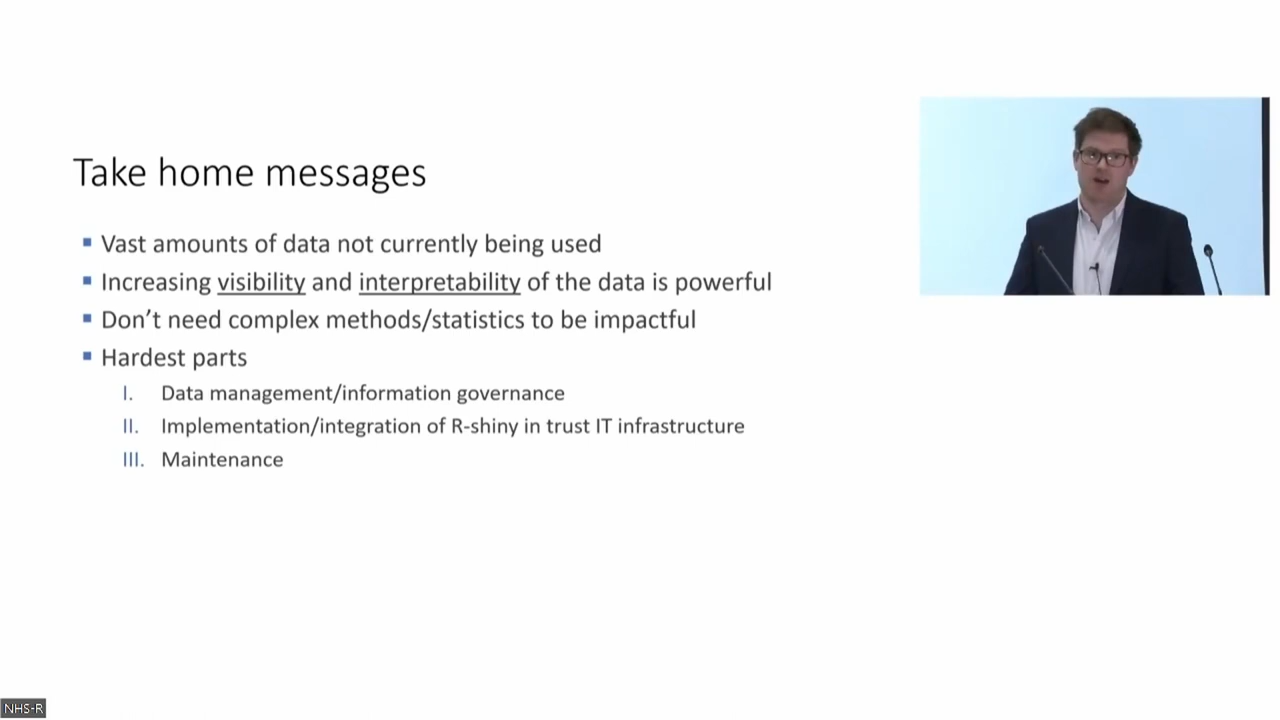 Take home messages
Vast amounts of data not currently being used
Increasing visibility and interpretability of the data is powerful
Don’t need complex methods/statistics to be impactful
Hardest parts
I. Data management/information governance
II. Implementation/integration of R-shiny in trust IT infrastructure
III. Maintenance
NHS-R